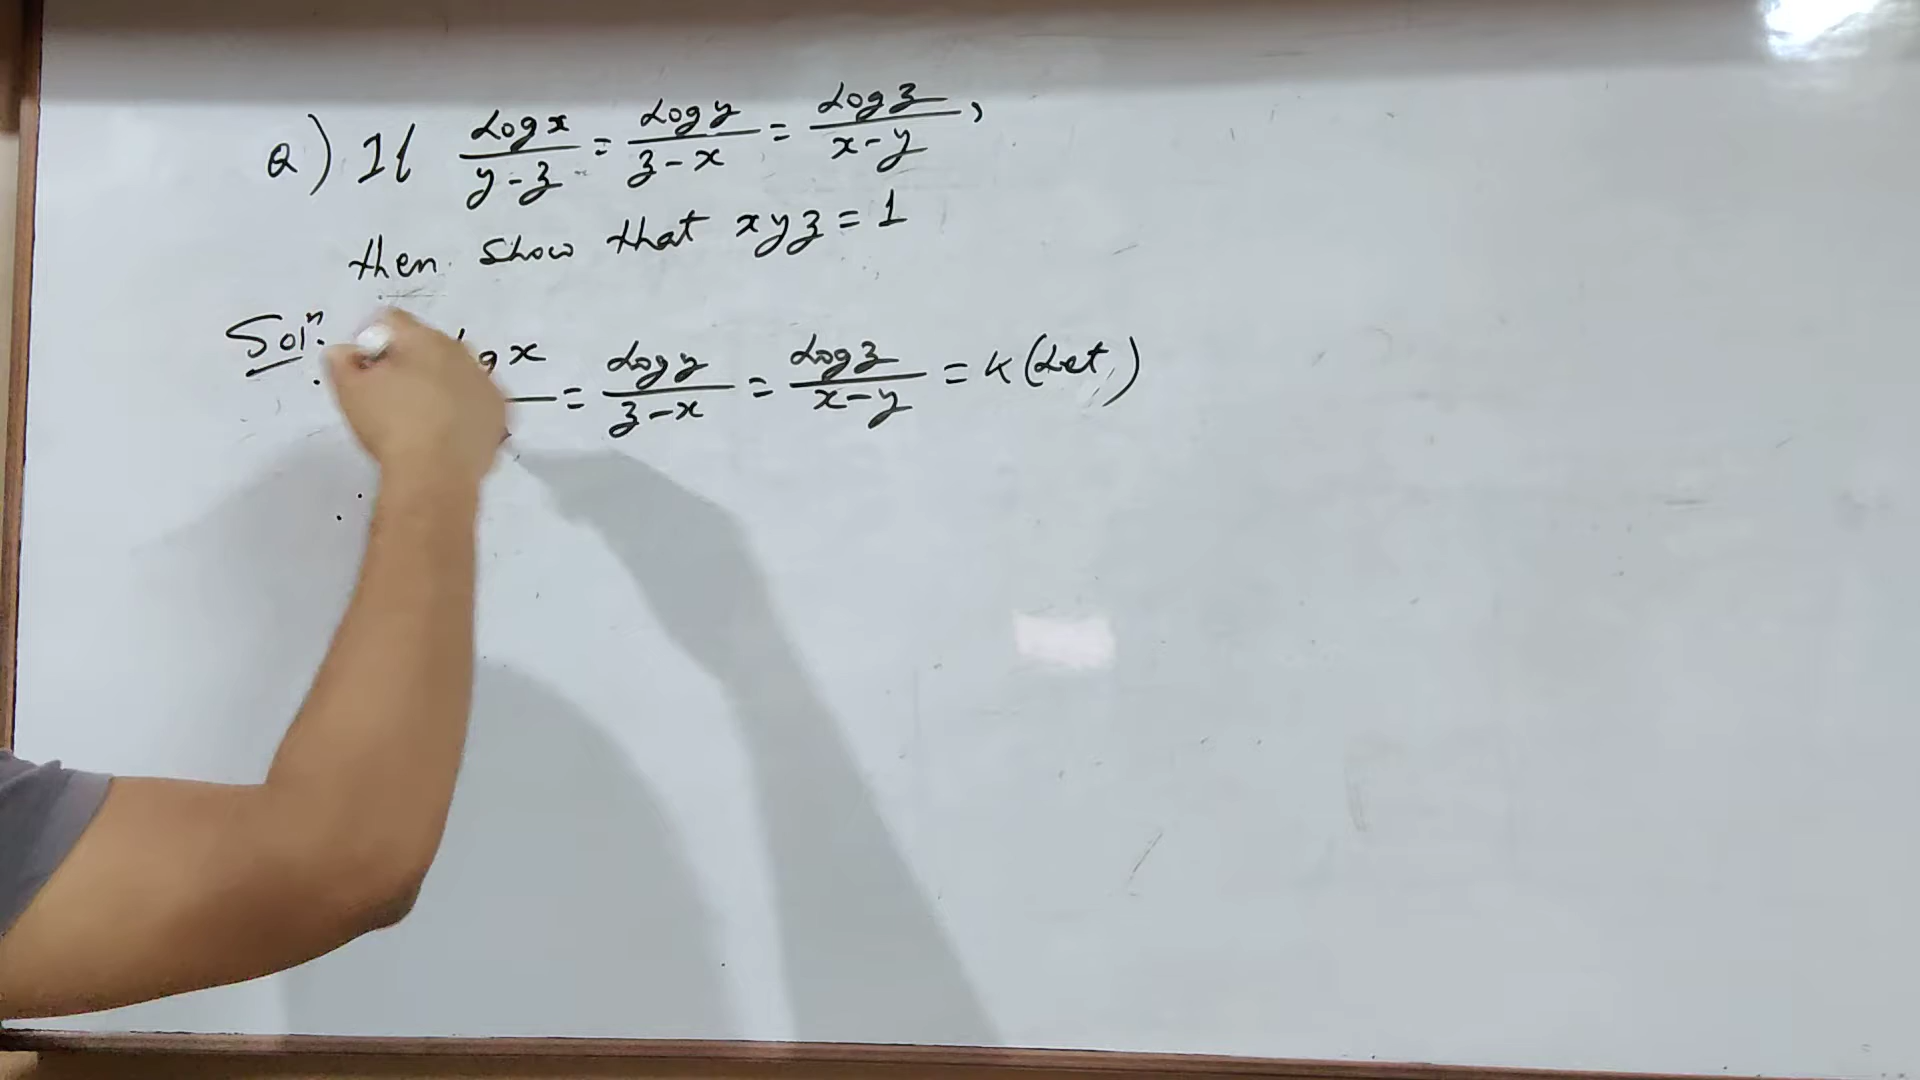 Q) If Log x / y - z = Log y / z - x = Log z / x - y ,
then show that xyz = 1
Solⁿ: x = Log y / z - x = Log z / x - y = K (Let)